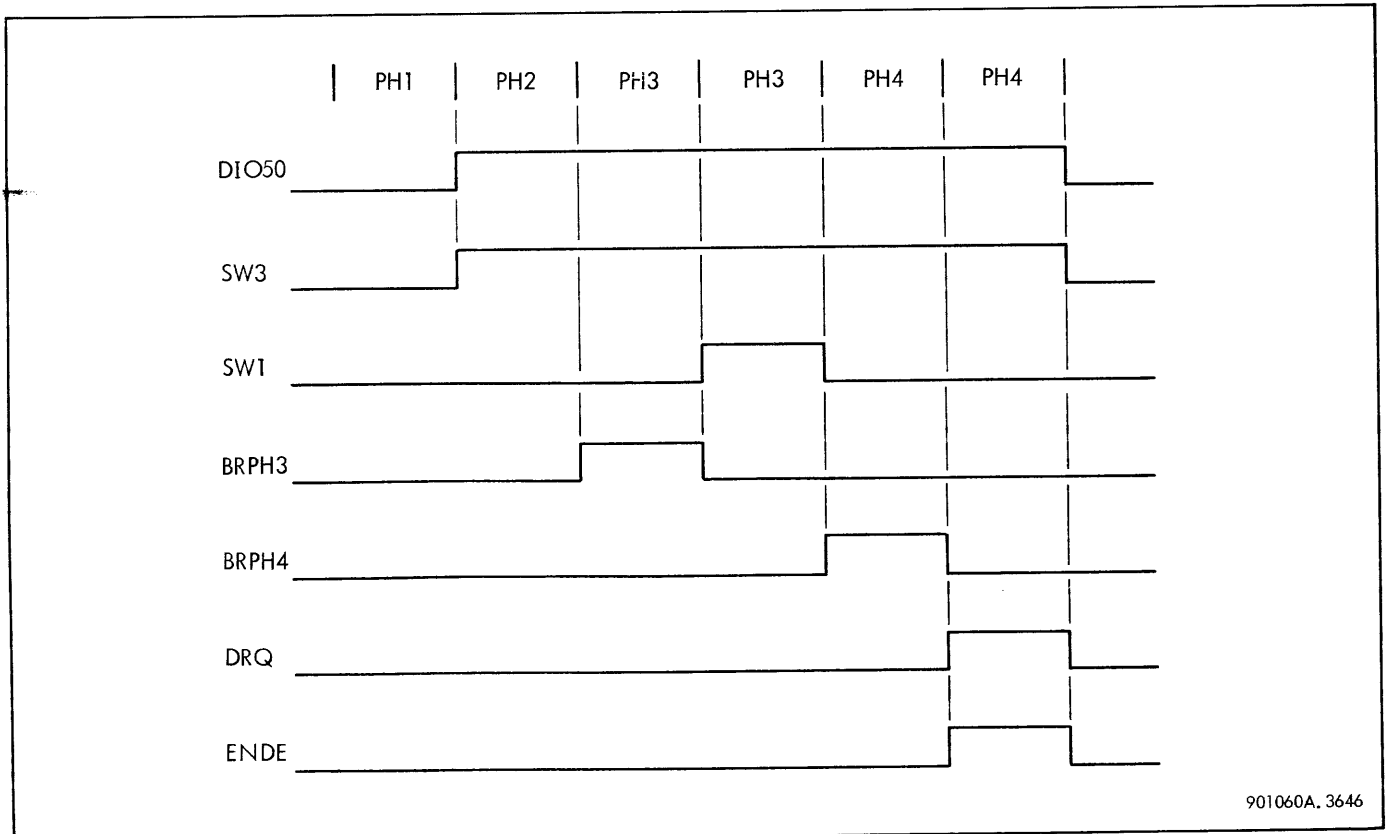 PH1 PH2 PH3 PH3 PH4 PH4
DIO50
SW3
SW1
BRPH3
BRPH4
DRQ
ENDE
901060A. 3646